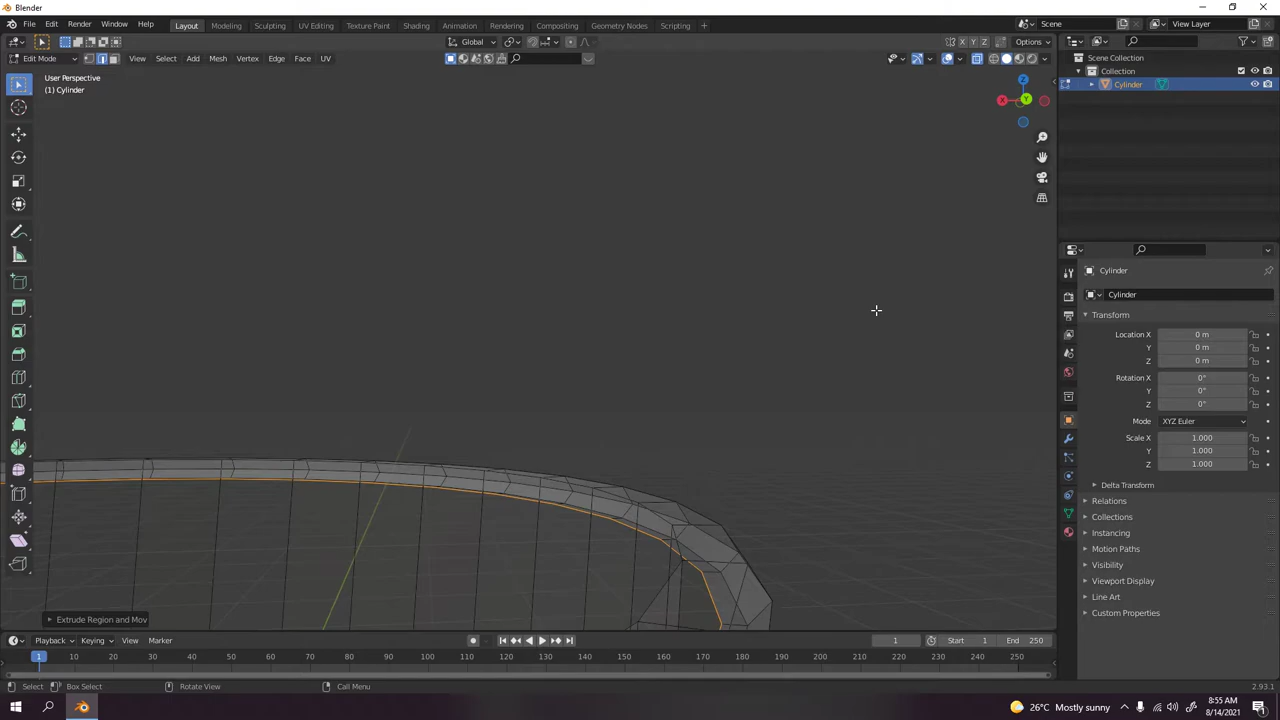 Blender
File Edit Render Window Help Layout Modeling Sculpting UV Editing Texture Paint Shading Animation Rendering Compositing Geometry Nodes Scripting + Scene View Layer
Global X Y Z Options
Edit Mode View Select Add Mesh Vertex Edge Face UV
User Perspective
(1) Cylinder
Scene Collection
Collection
Cylinder
Z
X Y
Cylinder
Cylinder
Transform
Location X 0 m
Y 0 m
Z 0 m
Rotation X 0°
Y 0°
Z 0°
Mode XYZ Euler
Scale X 1.000
Y 1.000
Z 1.000
Delta Transform
Relations
Collections
Instancing
Motion Paths
Visibility
Viewport Display
Line Art
Custom Properties
Extrude Region and Mov
Playback Keying View Marker 1 Start 1 End 250
1 10 20 30 40 50 60 70 80 90 100 110 120 130 140 150 160 170 180 190 200 210 220 230 240 250
Select Box Select Rotate View Call Menu 2.93.1
26°C Mostly sunny 8:55 AM
8/14/2021